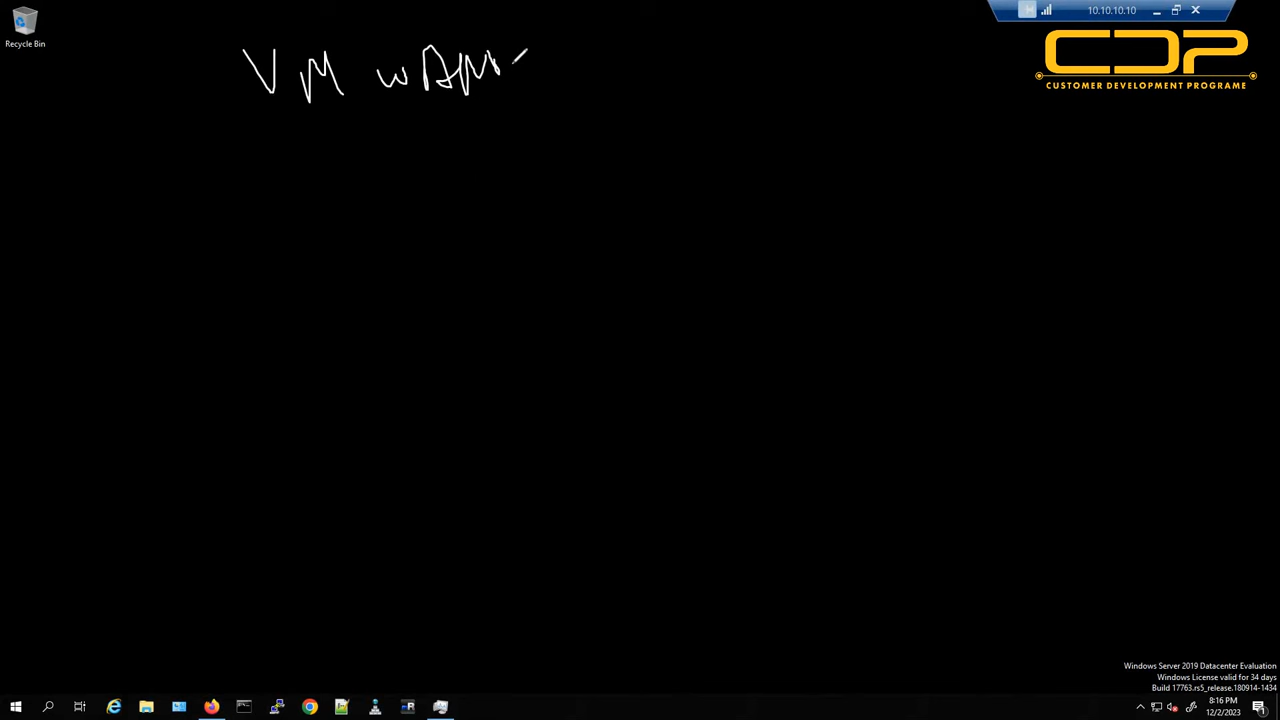 10.10.10.10
CDP
CUSTOMER DEVELOPMENT PROGRAME
Recycle Bin
VM
Windows Server 2019 Datacenter Evaluation
Windows License valid for 34 days
Build 17763.rs5_release.180914-1434
8:16 PM
12/2/2023